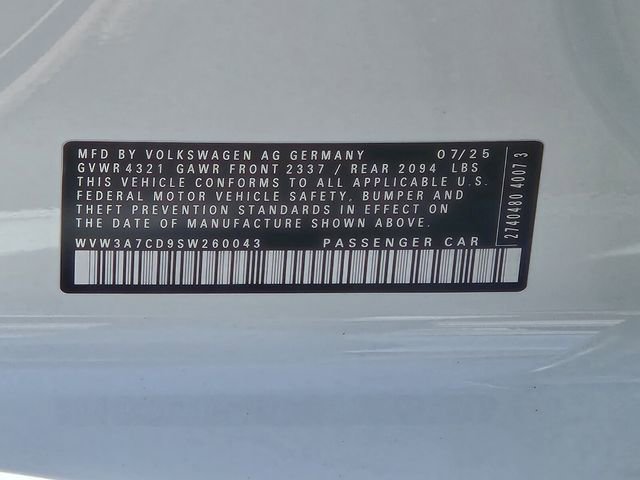 MFD BY VOLKSWAGEN AG GERMANY 07/25
GVWR 4321 GAWR FRONT 2337 / REAR 2094 LBS
THIS VEHICLE CONFORMS TO ALL APPLICABLE U.S.
FEDERAL MOTOR VEHICLE SAFETY. BUMPER AND
THEFT PREVENTION STANDARDS IN EFFECT ON
THE DATE OF MANUFACTURE SHOWN ABOVE.
WVW3A7CD9SW260043 PASSENGER CAR
2740480 4007 3